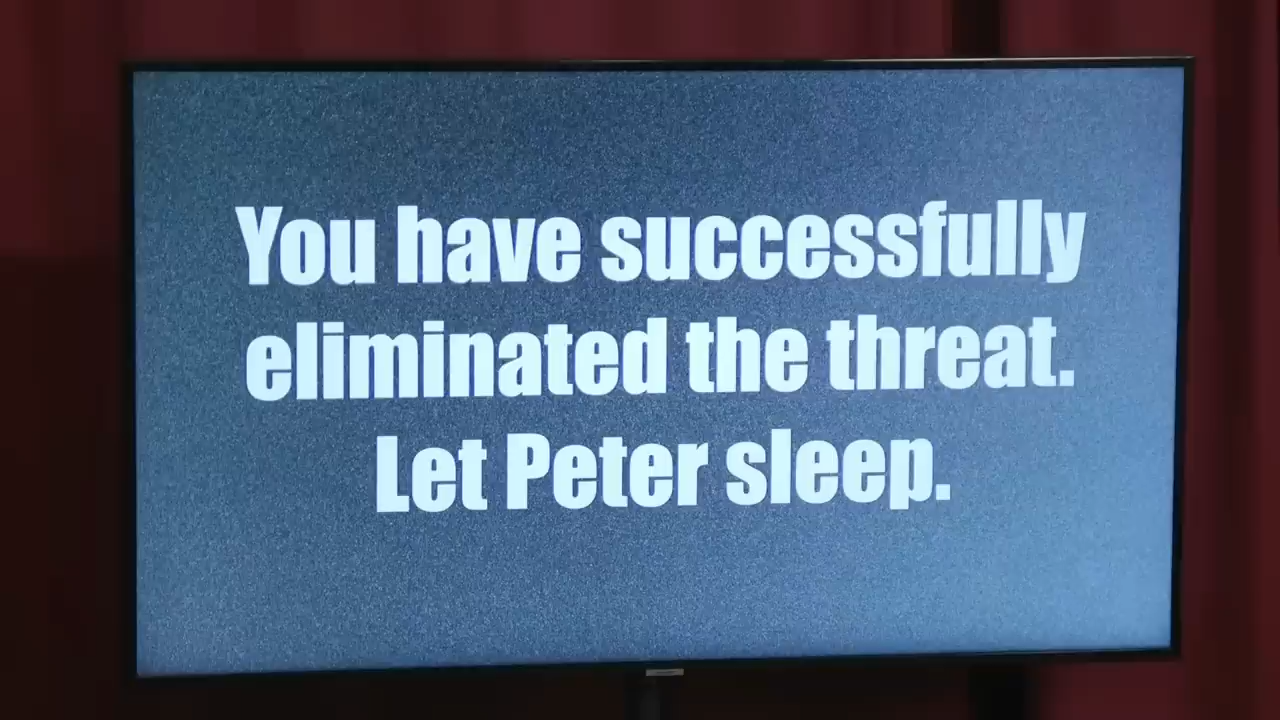 You have successfully
eliminated the threat.
Let Peter sleep.